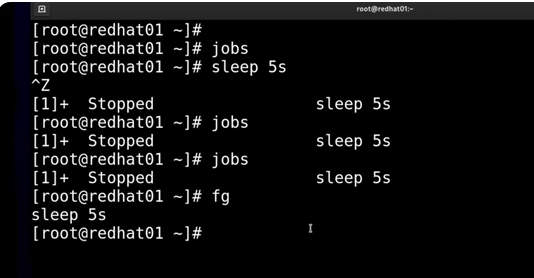 root@redhat01:~
[root@redhat01 ~]#
[root@redhat01 ~]# jobs
[root@redhat01 ~]# sleep 5s
^Z
[1]+  Stopped                 sleep 5s
[root@redhat01 ~]# jobs
[1]+  Stopped                 sleep 5s
[root@redhat01 ~]# jobs
[1]+  Stopped                 sleep 5s
[root@redhat01 ~]# fg
sleep 5s
[root@redhat01 ~]#